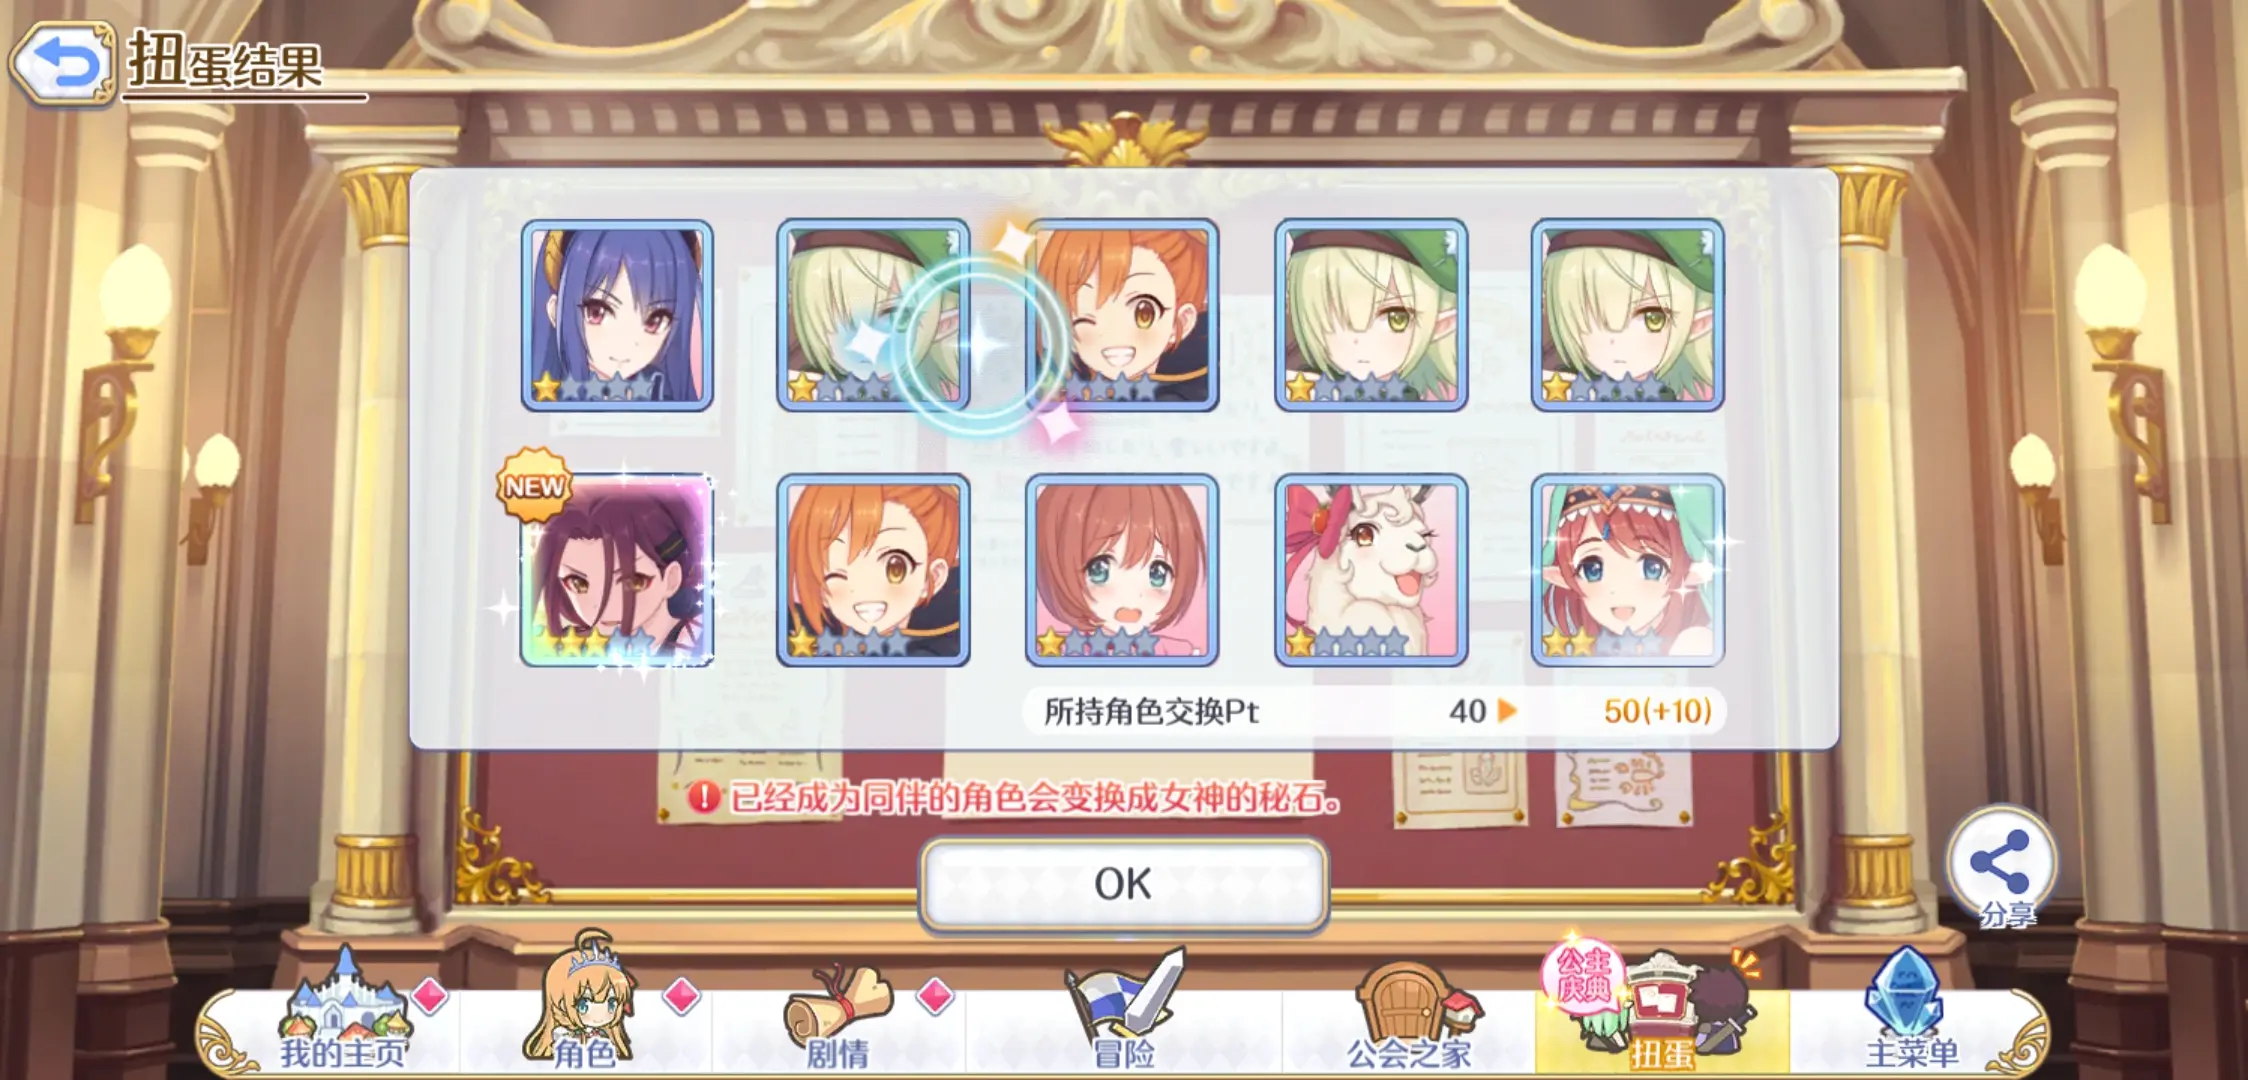 扭蛋结果
NEW
所持角色交换Pt 40 50(+10)
已经成为同伴的角色会变换成女神的秘石。
OK
分享
公主
庆典
我的主页 角色 剧情 冒险 公会之家 扭蛋 主菜单